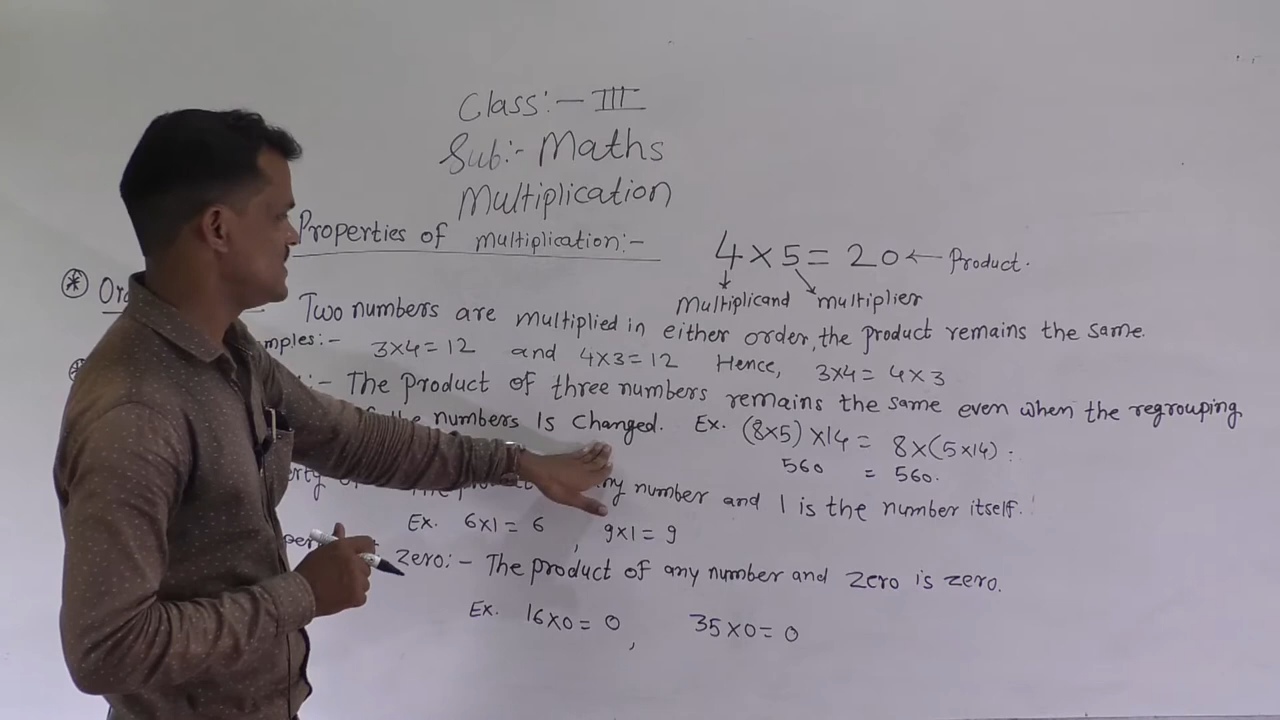 Class:- III
Sub:- Maths
Multiplication
Properties of multiplication:-
4 × 5 = 20 ← Product.
Multiplicand multiplier
Two numbers are multiplied in either order, the product remains the same.
mples:- 3×4=12 and 4×3=12 Hence, 3×4= 4×3
:- The Product of three numbers remains the same even when the regrouping
the numbers is changed. Ex. (8×5) ×14 = 8×(5×14).
560 = 560.
number and 1 is the number itself.
Ex. 6×1= 6 , 9×1= 9
Zero:- The product of any number and zero is zero.
Ex. 16×0= 0 , 35×0= 0